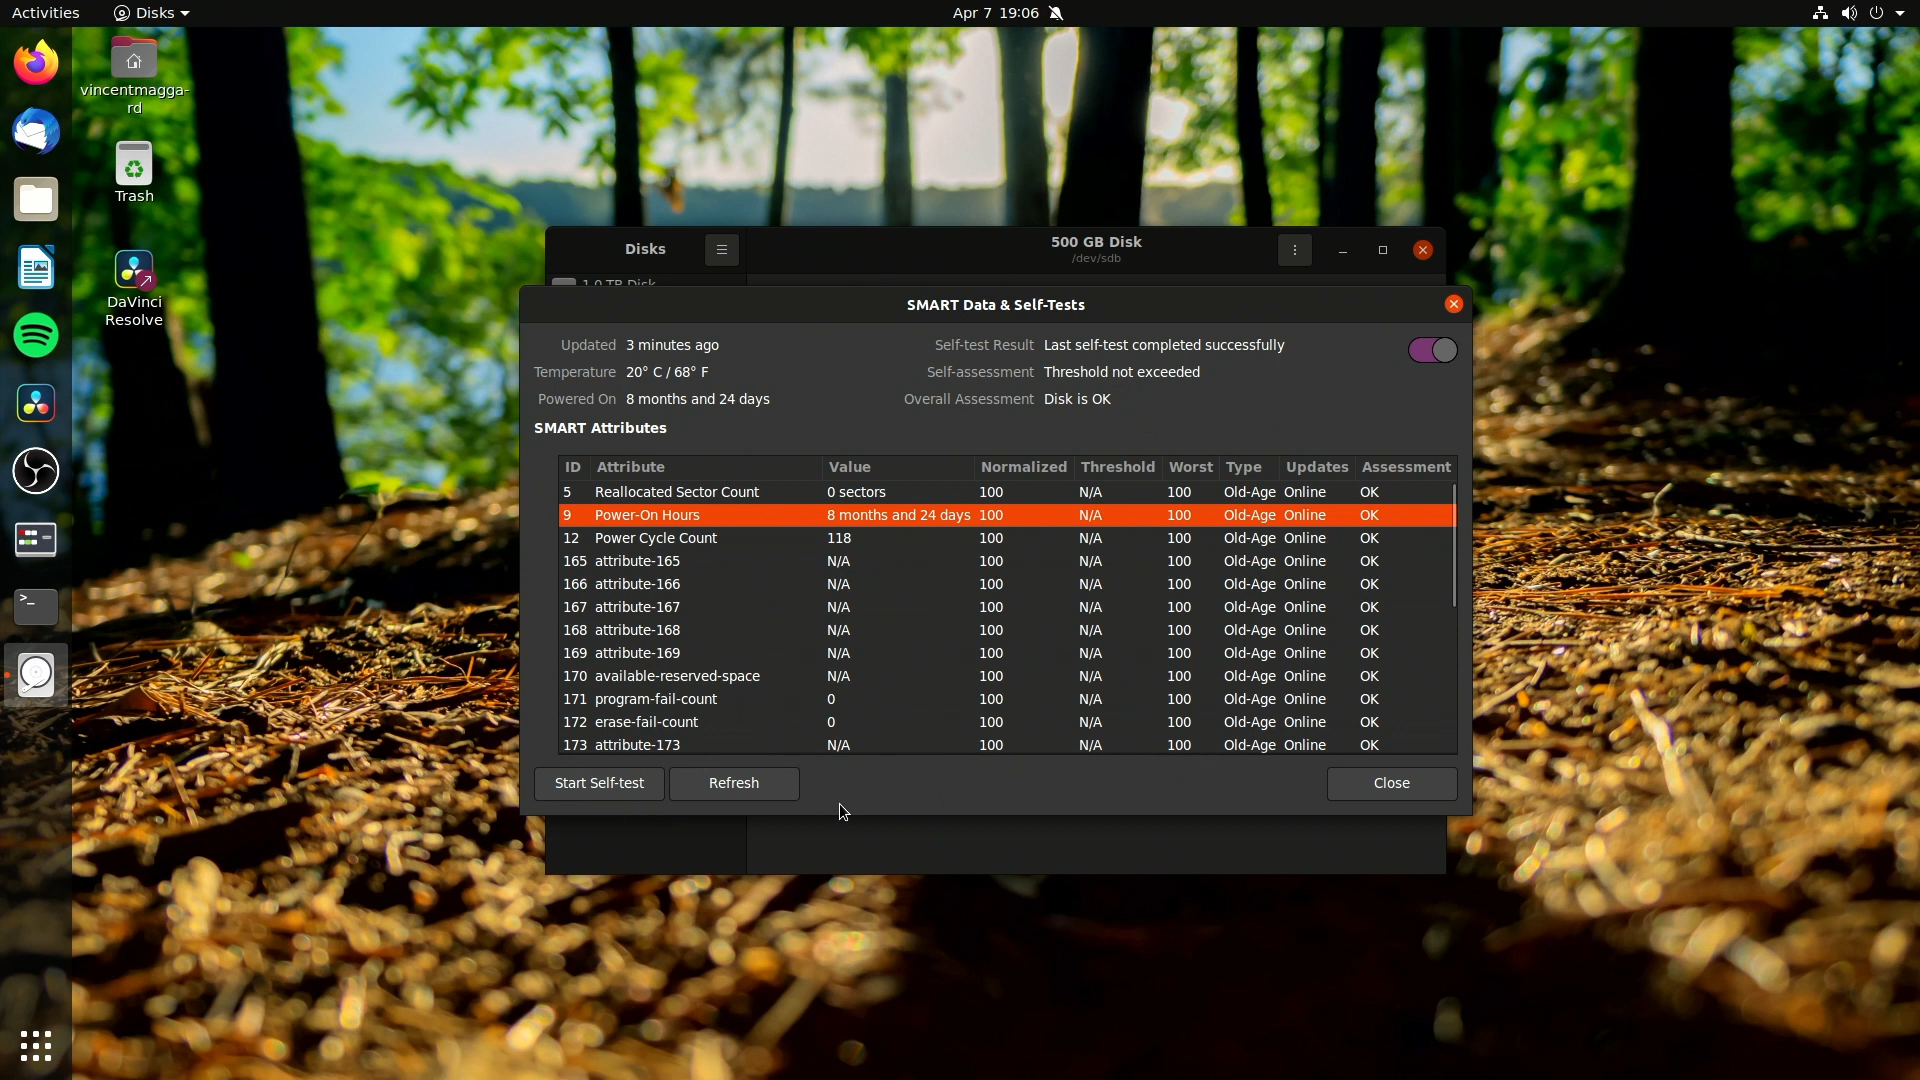 Activities
Disks
Apr 7 19:06
vincentmagga-
rd
Trash
DaVinci
Resolve
>_
Disks
500 GB Disk
/dev/sdb
1.0 TB Disk
SMART Data & Self-Tests
Updated 3 minutes ago
Self-test Result Last self-test completed successfully
Temperature 20° C / 68° F
Self-assessment Threshold not exceeded
Powered On 8 months and 24 days
Overall Assessment Disk is OK
SMART Attributes
ID Attribute Value Normalized Threshold Worst Type Updates Assessment
5 Reallocated Sector Count 0 sectors 100 N/A 100 Old-Age Online OK
9 Power-On Hours 8 months and 24 days 100 N/A 100 Old-Age Online OK
12 Power Cycle Count 118 100 N/A 100 Old-Age Online OK
165 attribute-165 N/A 100 N/A 100 Old-Age Online OK
166 attribute-166 N/A 100 N/A 100 Old-Age Online OK
167 attribute-167 N/A 100 N/A 100 Old-Age Online OK
168 attribute-168 N/A 100 N/A 100 Old-Age Online OK
169 attribute-169 N/A 100 N/A 100 Old-Age Online OK
170 available-reserved-space N/A 100 N/A 100 Old-Age Online OK
171 program-fail-count 0 100 N/A 100 Old-Age Online OK
172 erase-fail-count 0 100 N/A 100 Old-Age Online OK
173 attribute-173 N/A 100 N/A 100 Old-Age Online OK
Start Self-test
Refresh
Close